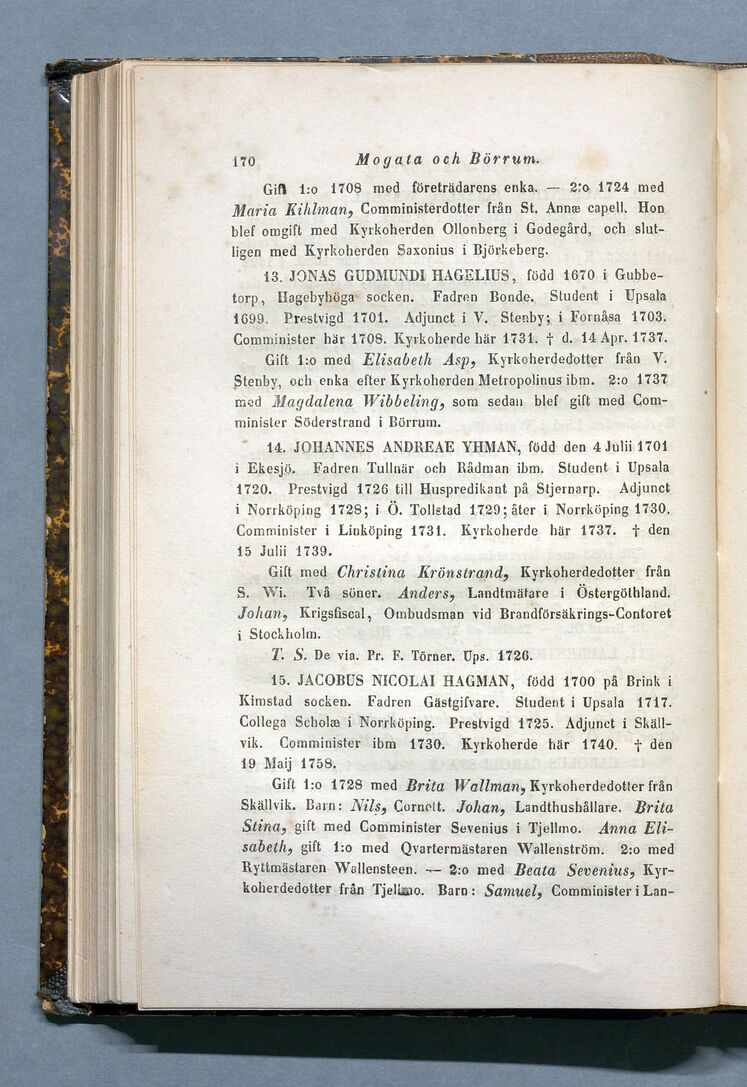 170 Mogata och Börrum.
Gift 1:o 1708 med företrädarens enka. — 2:o 1724 med
Maria Kihlman, Comministerdotter från St. Annæ capell. Hon
blef omgift med Kyrkoherden Ollonberg i Godegård, och slut-
ligen med Kyrkoherden Saxonius i Björkeberg.
13. JONAS GUDMUNDI HAGELIUS, född 1670 i Gubbe-
torp, Hagebyhöga socken. Fadren Bonde. Student i Upsala
1699. Prestvigd 1701. Adjunct i V. Stenby; i Fornåsa 1703.
Comminister här 1708. Kyrkoherde här 1731. † d. 14 Apr. 1737.
Gift 1:o med Elisabeth Asp, Kyrkoherdedotter från V.
Stenby, och enka efter Kyrkoherden Metropolinus ibm. 2:o 1737
med Magdalena Wibbeling, som sedan blef gift med Com-
minister Söderstrand i Börrum.
14. JOHANNES ANDREAE YHMAN, född den 4 Julii 1701
i Ekesjö. Fadren Tullnär och Rådman ibm. Student i Upsala
1720. Prestvigd 1726 till Huspredikant på Stjernarp. Adjunct
i Norrköping 1728; i Ö. Tollstad 1729; åter i Norrköping 1730.
Comminister i Linköping 1731. Kyrkoherde här 1737. † den
15 Julii 1739.
Gift med Christina Krönstrand, Kyrkoherdedotter från
S. Wi. Två söner. Anders, Landtmätare i Östergöthland.
Johan, Krigsfiscal, Ombudsman vid Brandförsäkrings-Contoret
i Stockholm.
T. S. De via. Pr. F. Törner. Ups. 1726.
15. JACOBUS NICOLAI HAGMAN, född 1700 på Brink i
Kimstad socken. Fadren Gästgifvare. Student i Upsala 1717.
Collega Scholæ i Norrköping. Prestvigd 1725. Adjunct i Skäll-
vik. Comminister ibm 1730. Kyrkoherde här 1740. † den
19 Maij 1758.
Gift 1:o 1728 med Brita Wallman, Kyrkoherdedotter från
Skällvik. Barn: Nils, Cornett. Johan, Landthushållare. Brita
Stina, gift med Comminister Sevenius i Tjellmo. Anna Eli-
sabeth, gift 1:o med Qvartermästaren Wallenström. 2:o med
Ryttmästaren Wallensteen. — 2:o med Beata Sevenius, Kyr-
koherdedotter från Tjellmo. Barn: Samuel, Comminister i Lan-